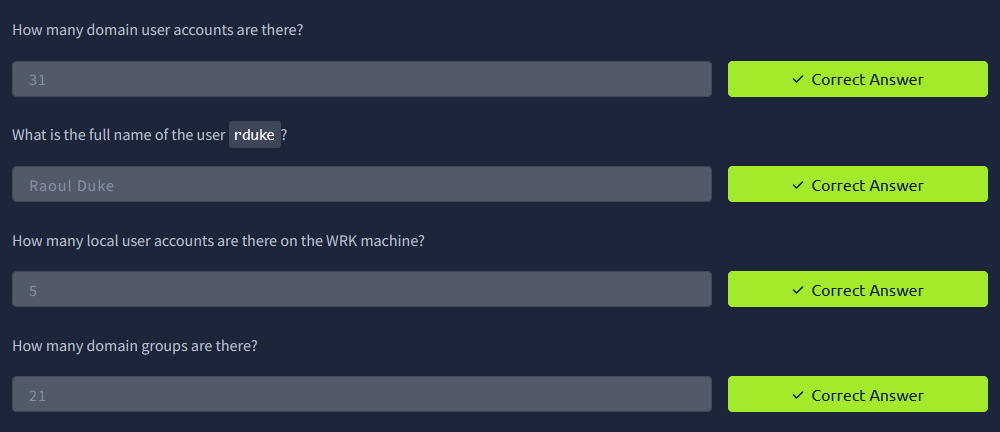 How many domain user accounts are there?
31
✓ Correct Answer
What is the full name of the user rduke?
Raoul Duke
✓ Correct Answer
How many local user accounts are there on the WRK machine?
5
✓ Correct Answer
How many domain groups are there?
21
✓ Correct Answer